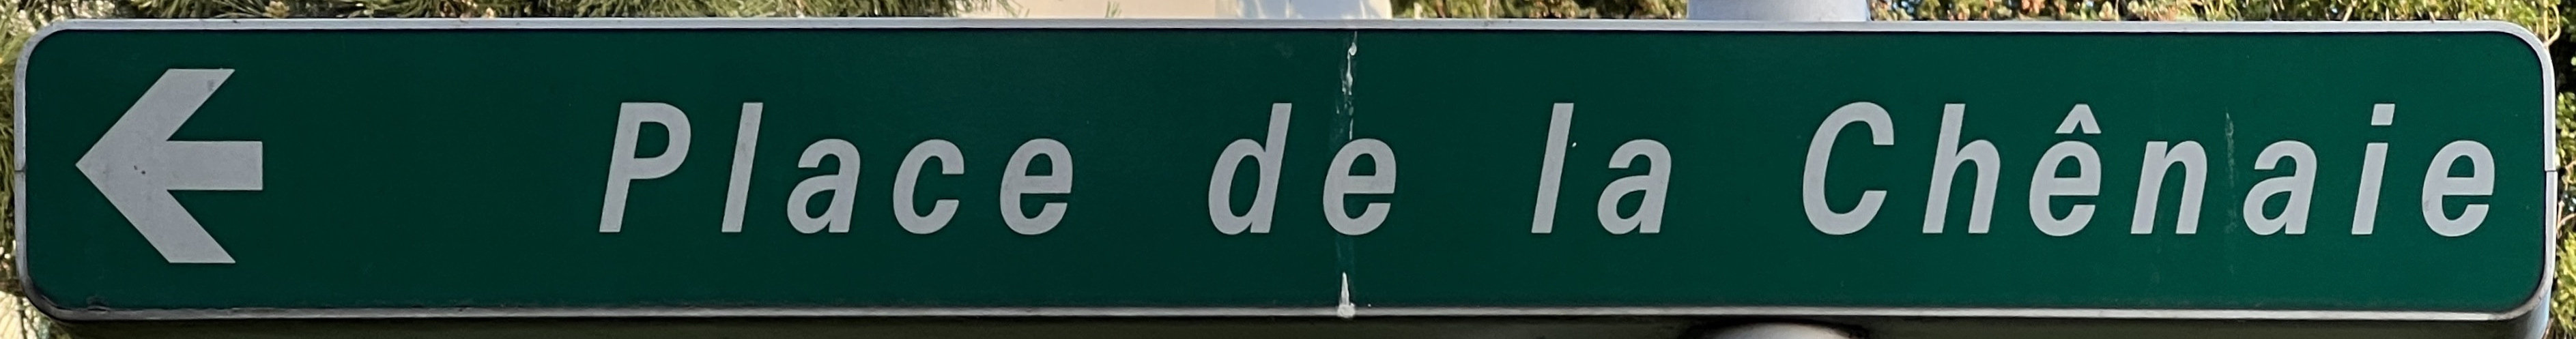 Place de la Chênaie